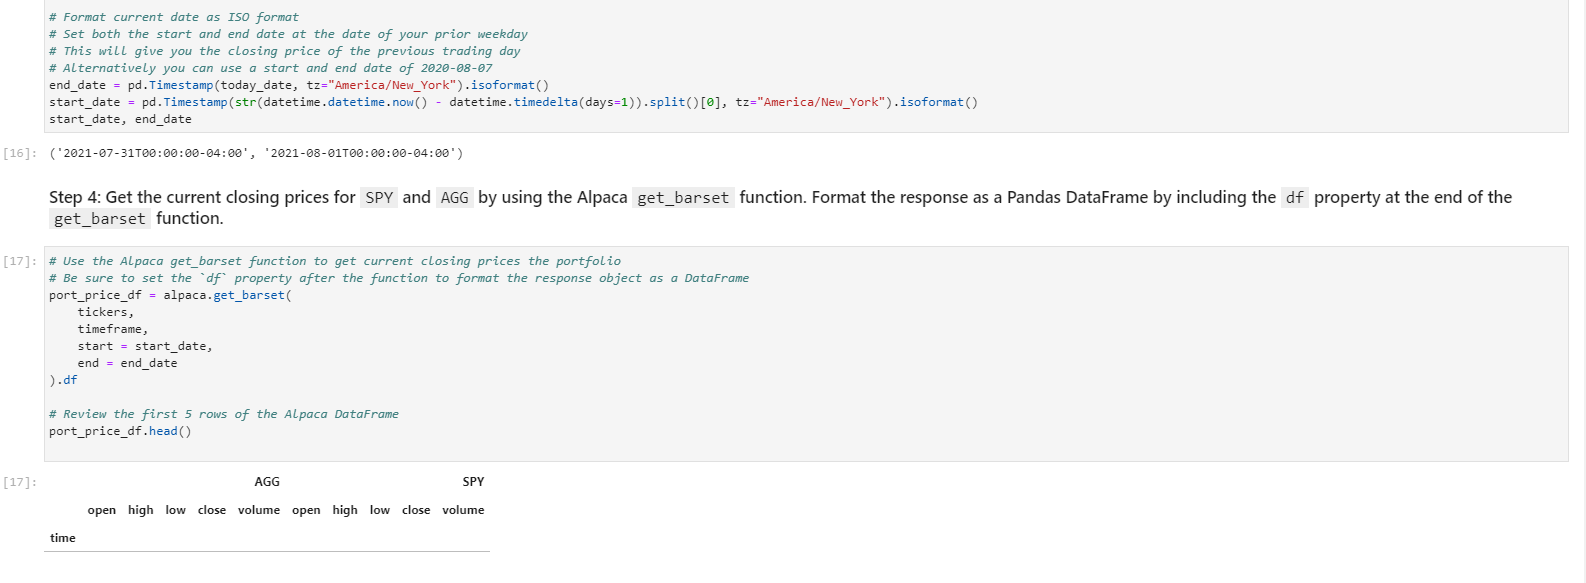 # Format current date as ISO format
# Set both the start and end date at the date of your prior weekday
# This will give you the closing price of the previous trading day
# Alternatively you can use a start and end date of 2020-08-07
end_date = pd.Timestamp(today_date, tz="America/New_York").isoformat()
start_date = pd.Timestamp(str(datetime.datetime.now() - datetime.timedelta(days=1)).split()[0], tz="America/New_York").isoformat()
start_date, end_date
[16]: ('2021-07-31T00:00:00-04:00', '2021-08-01T00:00:00-04:00')
Step 4: Get the current closing prices for SPY and AGG by using the Alpaca get_barset function. Format the response as a Pandas DataFrame by including the df property at the end of the
get_barset function.
[17]: # Use the Alpaca get_barset function to get current closing prices the portfolio
# Be sure to set the `df` property after the function to format the response object as a DataFrame
port_price_df = alpaca.get_barset(
    tickers,
    timeframe,
    start = start_date,
    end = end_date
).df
# Review the first 5 rows of the Alpaca DataFrame
port_price_df.head()
[17]: AGG SPY
open high low close volume open high low close volume
time